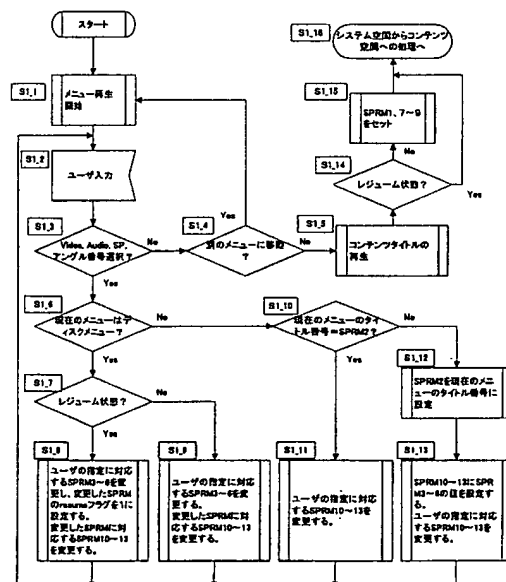 スタート
S1_1
メニュー再生
開始
S1_2
ユーザ入力
S1_3
Video, Audio, SP,
アングル番号選択?
No
S1_4
別のメニューに移動
?
Yes
No
S1_5
コンテンツタイトルの
再生
S1_14
レジューム状態?
Yes
No
S1_15
SPRM1、7~9
をセット
S1_16
システム空間からコンテンツ
空間への処理へ
Yes
S1_6
現在のメニューはデ
ィスクメニュー?
No
S1_10
現在のメニューのタイ
トル番号=SPRM2?
No
S1_12
SPRM2を現在のメニュ
ーのタイトル番号に
設定
Yes
Yes
S1_7
レジューム状態?
No
Yes
S1_8
ユーザの指定に対応
するSPRM3~6を変
更し、変更したSPRM
のresumeフラグを1に
設定する。
変更したSPRMに対
応するSPRM10~13
を変更する。
S1_9
ユーザの指定に対応
するSPRM3~6を変
更する。
変更したSPRMに対
応するSPRM10~13
を変更する。
S1_11
ユーザの指定に対応
するSPRM10~13を
変更する。
S1_13
SPRM10~13にSPR
M3~6の値を設定する。
ユーザの指定に対応
するSPRM10~13を
変更する。